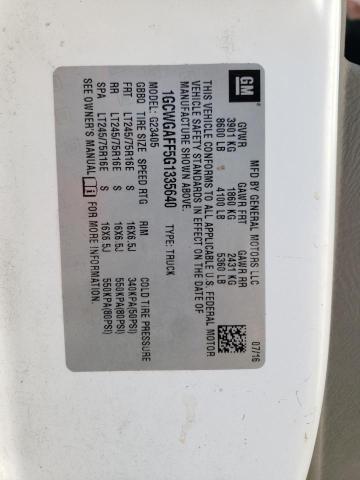 GM
MFD BY GENERAL MOTORS LLC
07/16
GVWR GAWR FRT GAWR RR
3901 KG 1860 KG 2431 KG
8600 LB 4100 LB 5360 LB
THIS VEHICLE CONFORMS TO ALL APPLICABLE U.S. FEDERAL MOTOR
VEHICLE SAFETY STANDARDS IN EFFECT ON THE DATE OF
MANUFACTURE SHOWN ABOVE.
1GCWGAFF5G1335640 TYPE: TRUCK
G23405
GBBQ TIRE SIZE SPEED RTG RIM COLD TIRE PRESSURE
FRT LT245/75R16E S 16X6.5J 340KPA(50PSI)
RR LT245/75R16E S 16X6.5J 550KPA(80PSI)
SPA LT245/75R16E S 16X6.5J 550KPA(80PSI)
SEE OWNER'S MANUAL i FOR MORE INFORMATION.